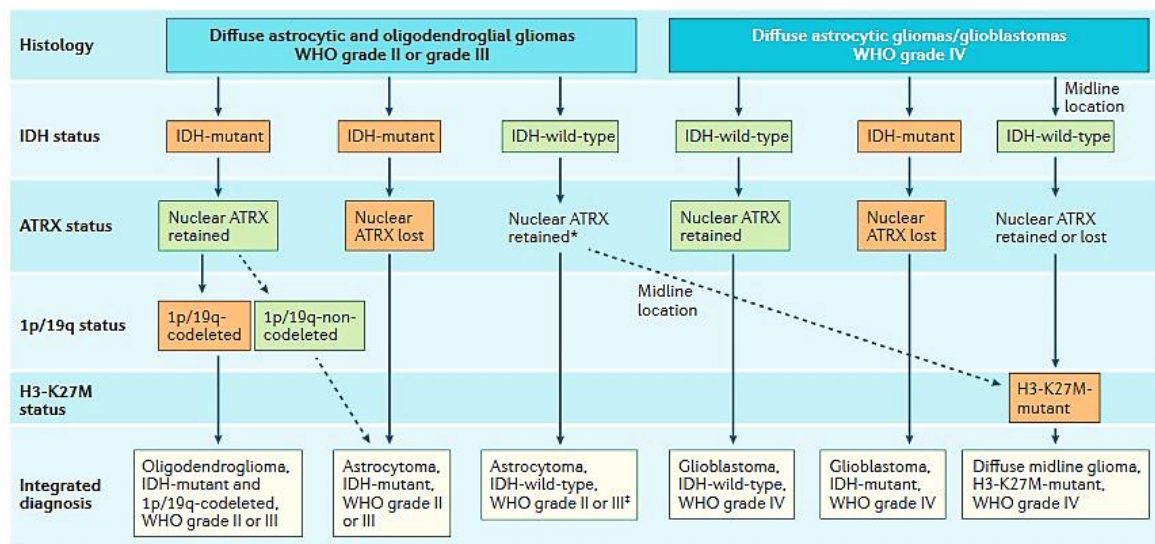 Histology
Diffuse astrocytic and oligodendroglial gliomas
WHO grade II or grade III
Diffuse astrogytic gliomas/glioblastomas
WHO grade IV
Midline
location
IDH status
IDH-mutant
IDH-mutant
IDH-wild-type
IDH-wild-type
IDH-mutant
IDH-wild-type
ATRX status
Nuclear ATRX
retained
Nuclear
ATRX lost
Nuclear ATRX
retained*
Nuclear ATRX
retained
Nuclear
ATRX lost
Nuclear ATRX
retained or lost
Midline
location
1p/19q status
1p/19q-
codeleted
1p/19q-non-
codeleted
H3-K27M
status
H3-K27M-
mutant
Integrated
diagnosis
Oligodendroglioma,
IDH-mutant and
1p/19q-codeleted,
WHO grade II or III
Astrocytoma,
IDH-mutant,
WHO grade II
or III
Astrocytoma,
IDH-wild-type,
WHO grade II or III‡
Glioblastoma,
IDH-wild-type,
WHO grade IV
Glioblastoma,
IDH-mutant,
WHO grade IV
Diffuse midline glioma,
H3-K27M-mutant,
WHO grade IV